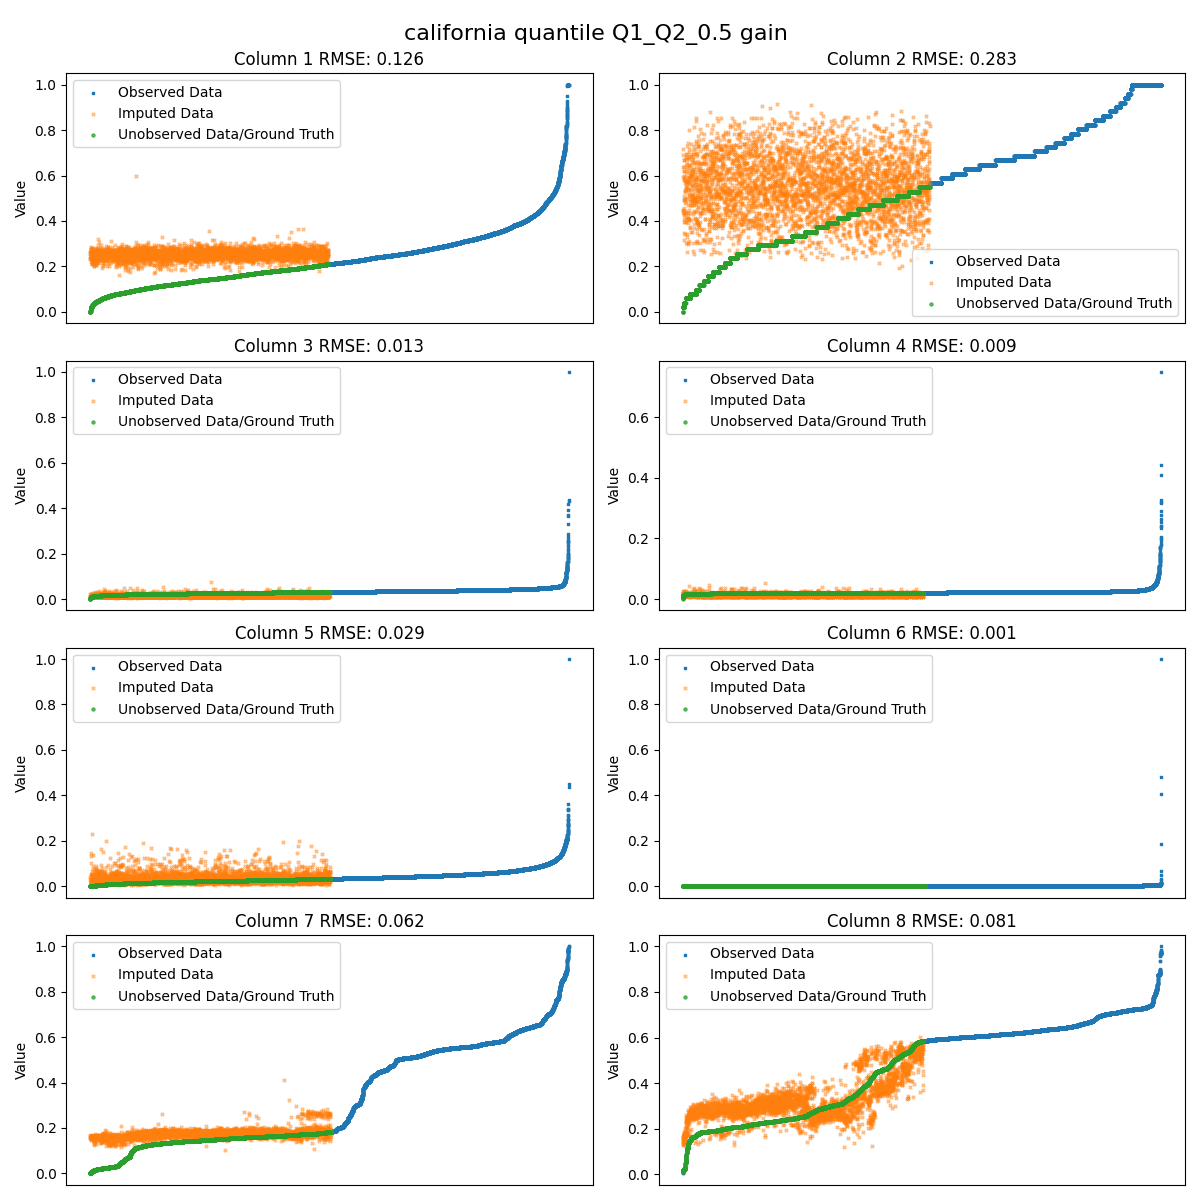 california quantile Q1_Q2_0.5 gain
Column 1 RMSE: 0.126
Value
1.0
0.8
0.6
0.4
0.2
0.0
Observed Data
Imputed Data
Unobserved Data/Ground Truth
Column 2 RMSE: 0.283
Value
1.0
0.8
0.6
0.4
0.2
0.0
Observed Data
Imputed Data
Unobserved Data/Ground Truth
Column 3 RMSE: 0.013
Value
1.0
0.8
0.6
0.4
0.2
0.0
Observed Data
Imputed Data
Unobserved Data/Ground Truth
Column 4 RMSE: 0.009
Value
0.6
0.4
0.2
0.0
Observed Data
Imputed Data
Unobserved Data/Ground Truth
Column 5 RMSE: 0.029
Value
1.0
0.8
0.6
0.4
0.2
0.0
Observed Data
Imputed Data
Unobserved Data/Ground Truth
Column 6 RMSE: 0.001
Value
1.0
0.8
0.6
0.4
0.2
0.0
Observed Data
Imputed Data
Unobserved Data/Ground Truth
Column 7 RMSE: 0.062
Value
1.0
0.8
0.6
0.4
0.2
0.0
Observed Data
Imputed Data
Unobserved Data/Ground Truth
Column 8 RMSE: 0.081
Value
1.0
0.8
0.6
0.4
0.2
0.0
Observed Data
Imputed Data
Unobserved Data/Ground Truth